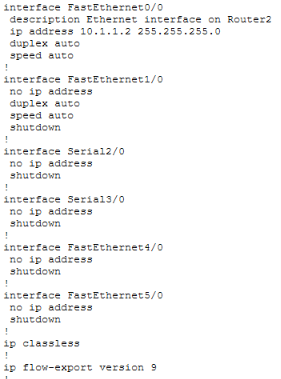 interface FastEthernet0/0
 description Ethernet interface on Router2
 ip address 10.1.1.2 255.255.255.0
 duplex auto
 speed auto
!
interface FastEthernet1/0
 no ip address
 duplex auto
 speed auto
 shutdown
!
interface Serial2/0
 no ip address
 shutdown
!
interface Serial3/0
 no ip address
 shutdown
!
interface FastEthernet4/0
 no ip address
 shutdown
!
interface FastEthernet5/0
 no ip address
 shutdown
!
ip classless
!
ip flow-export version 9
!